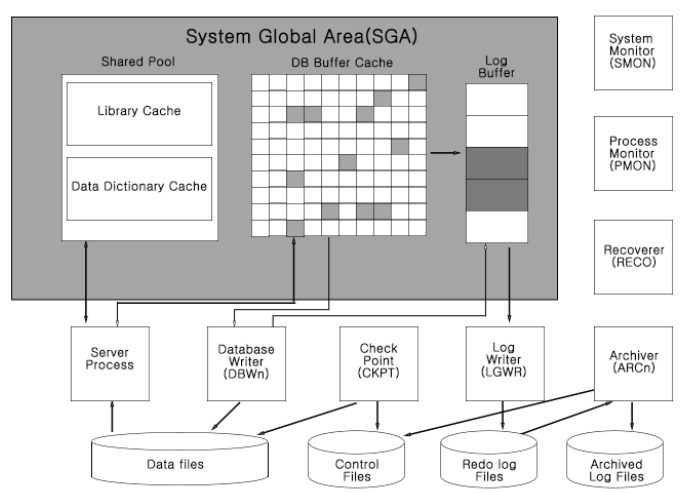 System Global Area(SGA)
Shared Pool
DB Buffer Cache
Log
Buffer
Library Cache
Data Dictionary Cache
System
Monitor
(SMON)
Process
Monitor
(PMON)
Recoverer
(RECO)
Server
Process
Database
Writer
(DBWn)
Check
Point
(CKPT)
Log
Writer
(LGWR)
Archiver
(ARCn)
Data files
Control
Files
Redo log
Files
Archived
Log Files